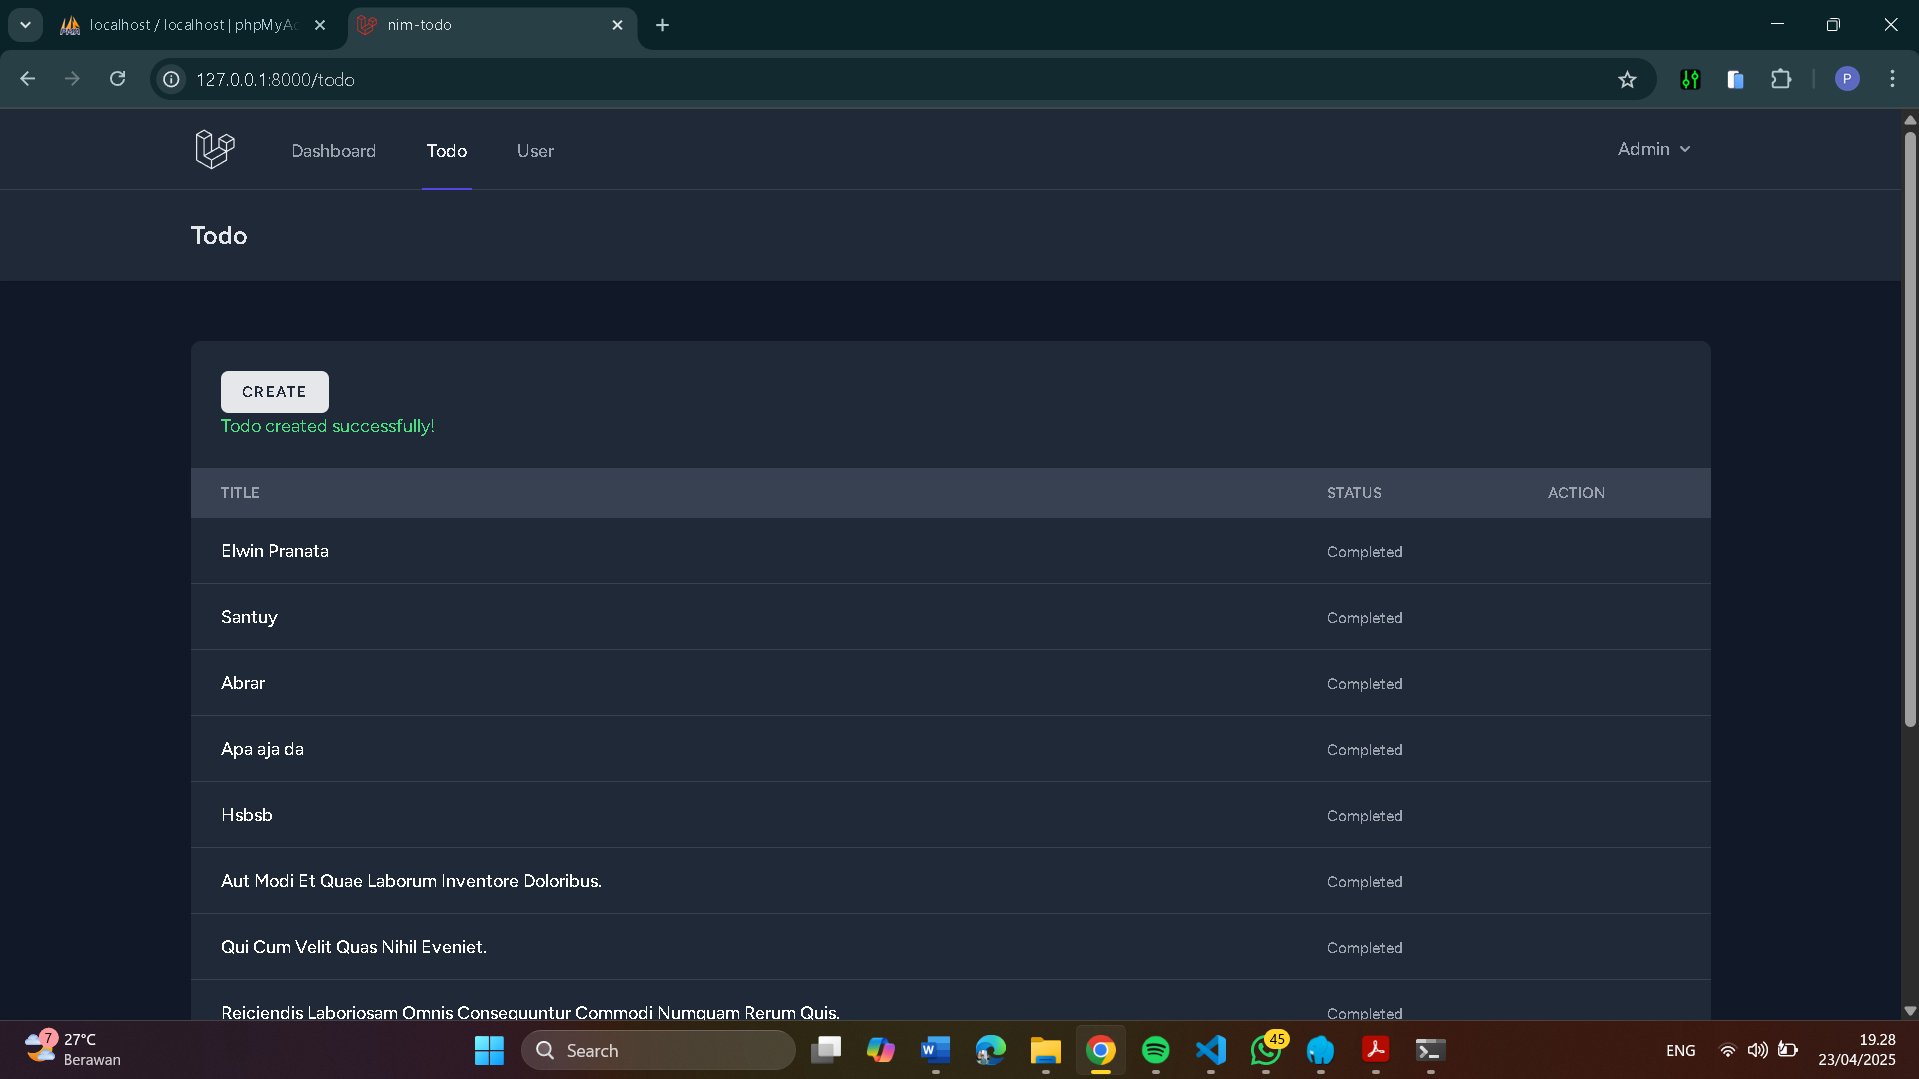 localhost / localhost | phpMyAc
nim-todo
127.0.0.1:8000/todo
P
Dashboard
Todo
User
Admin
Todo
CREATE
Todo created successfully!
TITLE STATUS ACTION
Elwin Pranata Completed
Santuy Completed
Abrar Completed
Apa aja da Completed
Hsbsb Completed
Aut Modi Et Quae Laborum Inventore Doloribus. Completed
Qui Cum Velit Quas Nihil Eveniet. Completed
Reiciendis Laboriosam Omnis Consequuntur Commodi Numquam Rerum Quis. Completed
7
27°C
Berawan
Search
45
ENG
19.28
23/04/2025